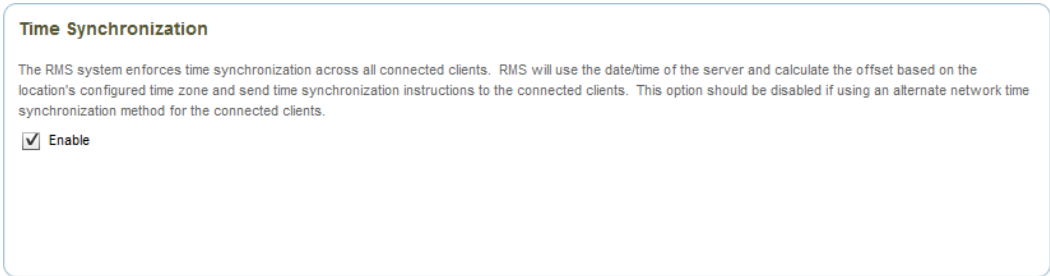 Time Synchronization
The RMS system enforces time synchronization across all connected clients.  RMS will use the date/time of the server and calculate the offset based on the
location's configured time zone and send time synchronization instructions to the connected clients.  This option should be disabled if using an alternate network time
synchronization method for the connected clients.
Enable